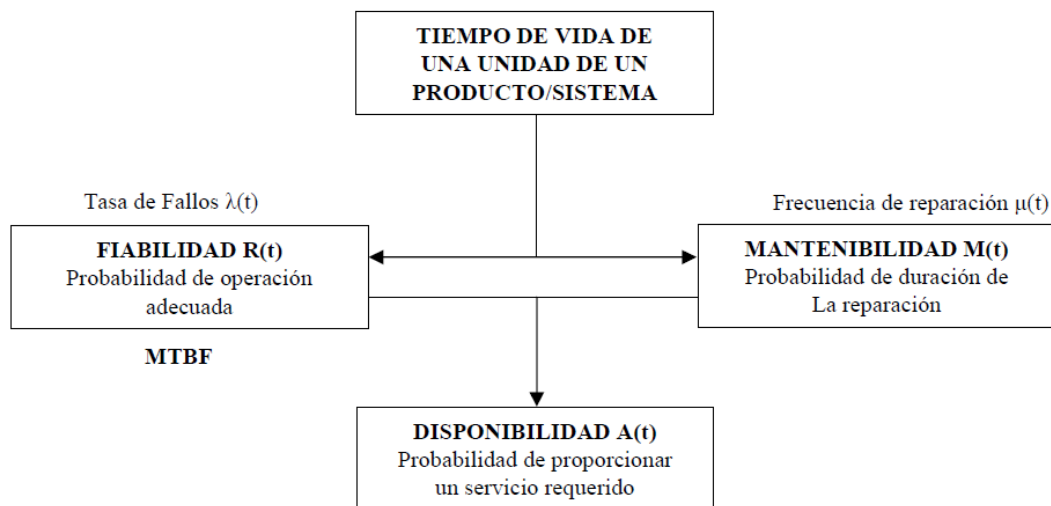 TIEMPO DE VIDA DE
UNA UNIDAD DE UN
PRODUCTO/SISTEMA
Tasa de Fallos λ(t)
Frecuencia de reparación μ(t)
FIABILIDAD R(t)
Probabilidad de operación
adecuada
MANTENIBILIDAD M(t)
Probabilidad de duración de
La reparación
MTBF
DISPONIBILIDAD A(t)
Probabilidad de proporcionar
un servicio requerido